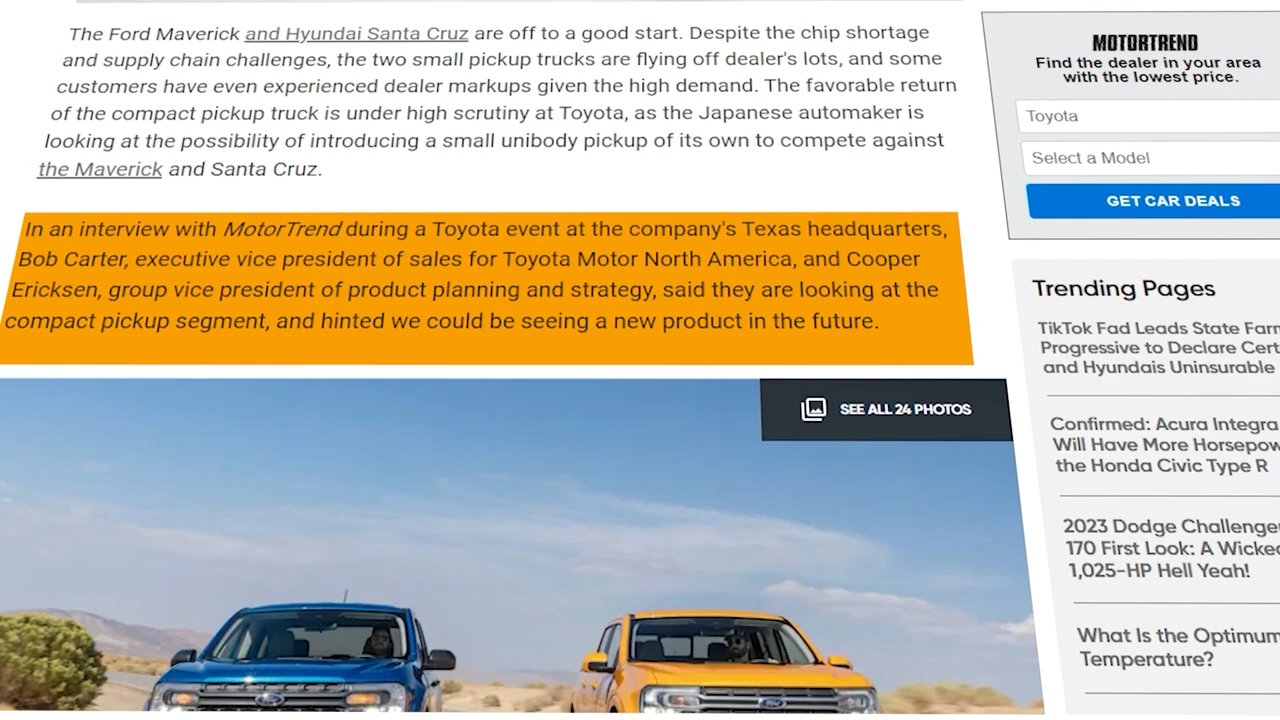 The Ford Maverick and Hyundai Santa Cruz are off to a good start. Despite the chip shortage
and supply chain challenges, the two small pickup trucks are flying off dealer's lots, and some
customers have even experienced dealer markups given the high demand. The favorable return
of the compact pickup truck is under high scrutiny at Toyota, as the Japanese automaker is
looking at the possibility of introducing a small unibody pickup of its own to compete against
the Maverick and Santa Cruz.
In an interview with MotorTrend during a Toyota event at the company's Texas headquarters,
Bob Carter, executive vice president of sales for Toyota Motor North America, and Cooper
Ericksen, group vice president of product planning and strategy, said they are looking at the
compact pickup segment, and hinted we could be seeing a new product in the future.
SEE ALL 24 PHOTOS
MOTORTREND
Find the dealer in your area
with the lowest price.
Toyota
Select a Model
GET CAR DEALS
Trending Pages
TikTok Fad Leads State Farm
Progressive to Declare Cert
and Hyundais Uninsurable
Confirmed: Acura Integra
Will Have More Horsepow
the Honda Civic Type R
2023 Dodge Challenger
170 First Look: A Wicked
1,025-HP Hell Yeah!
What Is the Optimum
Temperature?